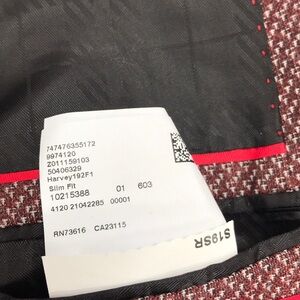 747476355172
9974120
Z011159103
50406329
Harvey192F1
Slim Fit
10215388 01 603
4120 21042285 00001
RN73616 CA23115
S19SR